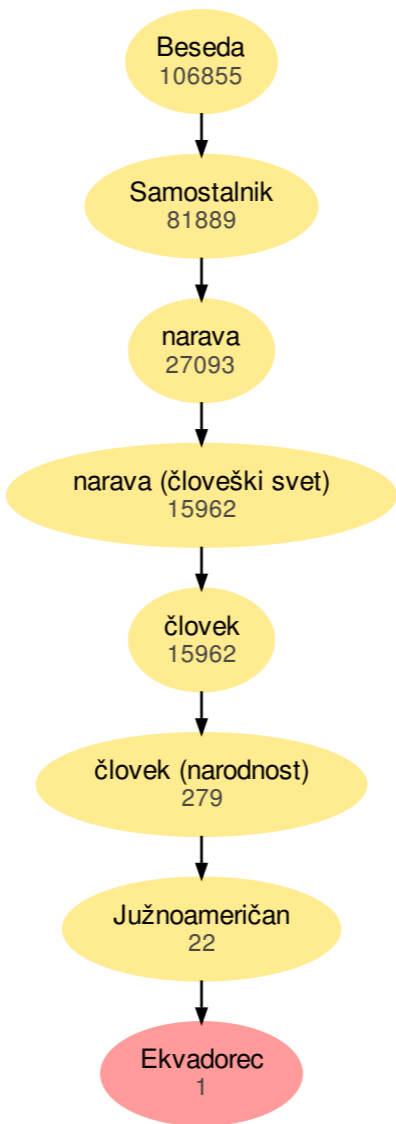 Beseda
106855
Samostalnik
81889
narava
27093
narava (človeški svet)
15962
človek
15962
človek (narodnost)
279
Južnoameričan
22
Ekvadorec
1